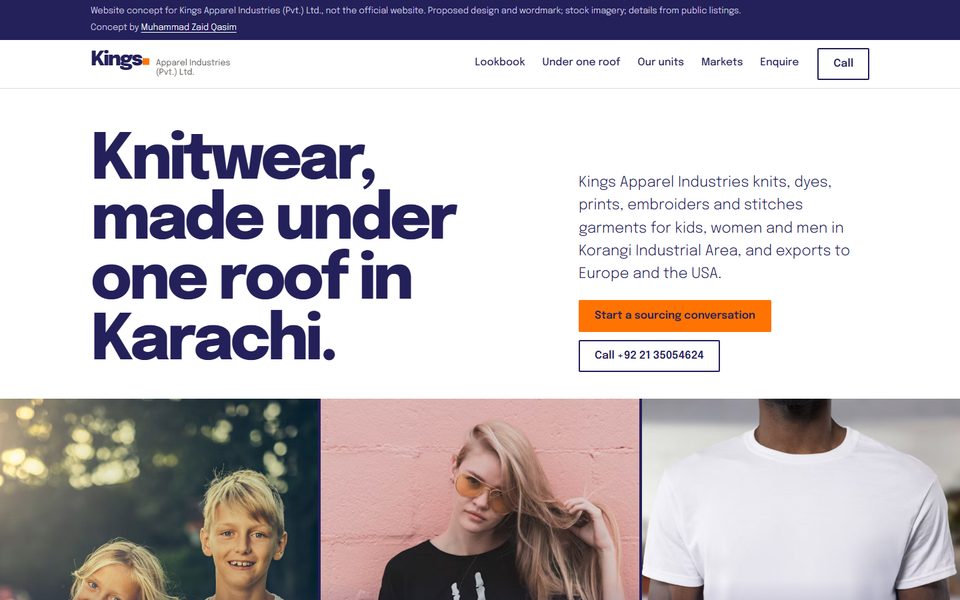 Website concept for Kings Apparel Industries (Pvt.) Ltd., not the official website. Proposed design and wordmark; stock imagery; details from public listings.
Concept by Muhammad Zaid Qasim
Kings
Apparel Industries
(Pvt.) Ltd.
Lookbook
Under one roof
Our units
Markets
Enquire
Call
Knitwear,
made under
one roof in
Karachi.
Kings Apparel Industries knits, dyes,
prints, embroiders and stitches
garments for kids, women and men in
Korangi Industrial Area, and exports to
Europe and the USA.
Start a sourcing conversation
Call +92 21 35054624